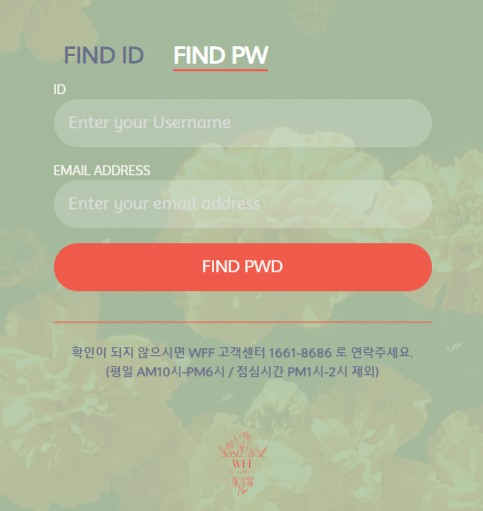 FIND ID FIND PW
ID
Enter your Username
EMAIL ADDRESS
Enter your email address
FIND PWD
확인이 되지 않으시면 WFF 고객센터 1661-8686 로 연락주세요.
(평일 AM10시-PM6시 / 점심시간 PM1시-2시 제외)
WFF